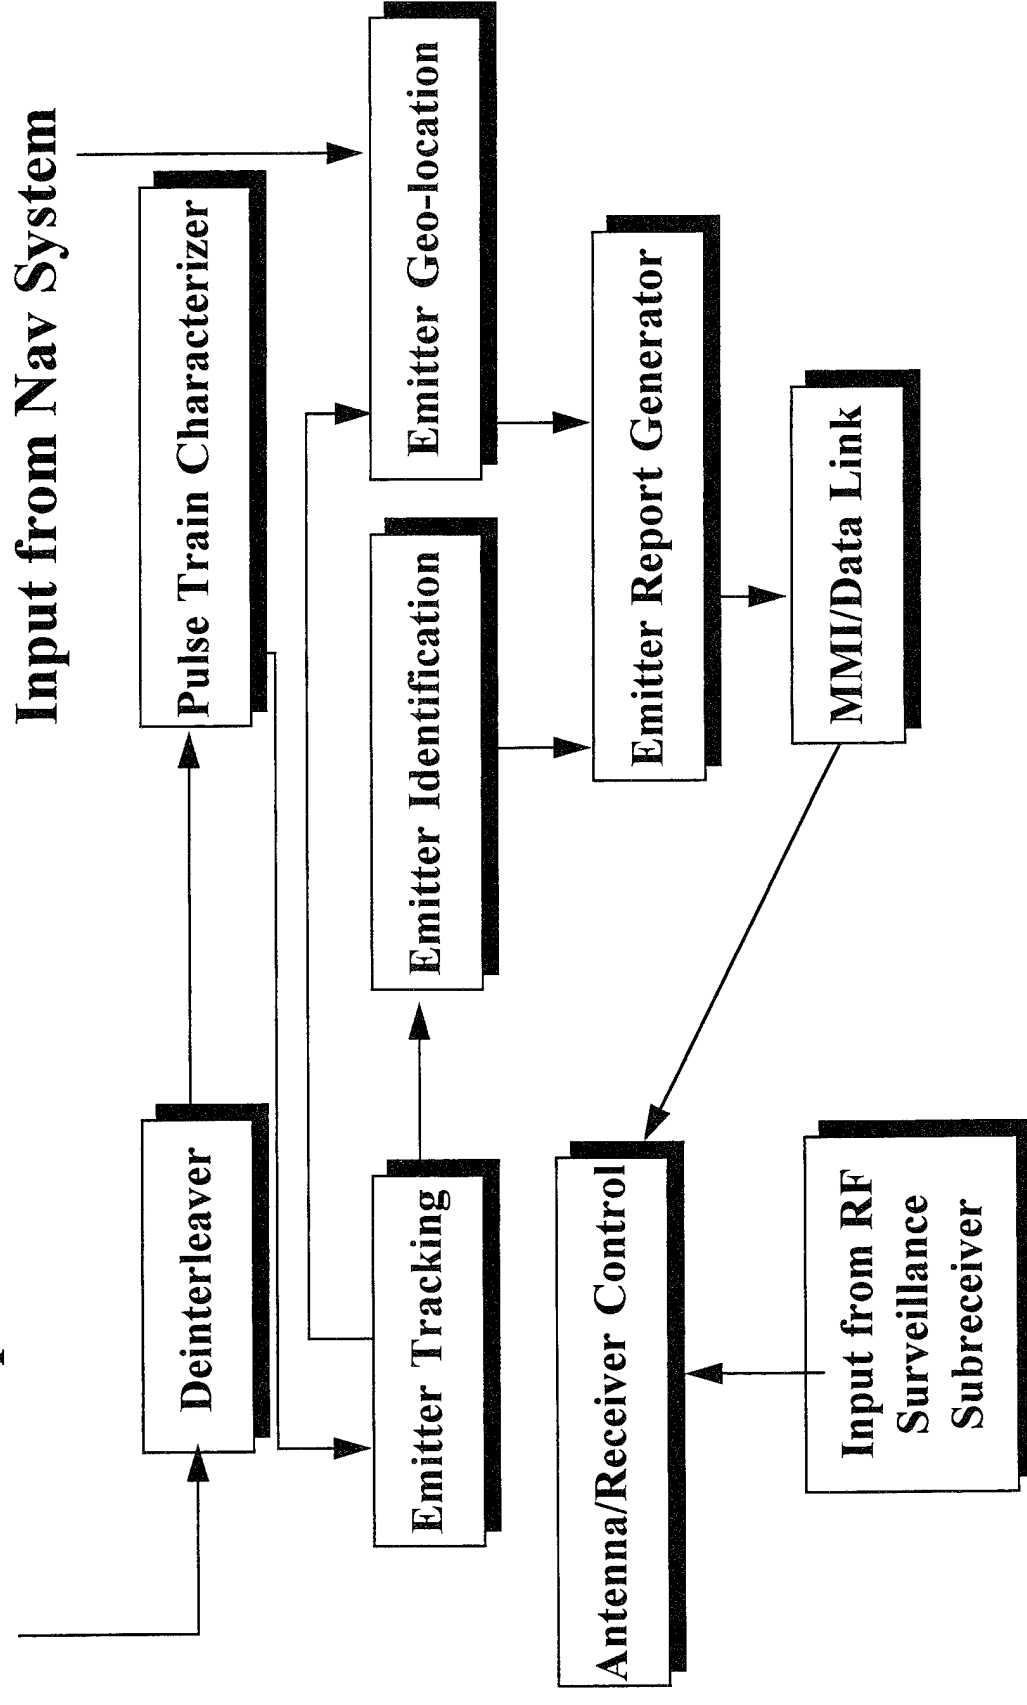 Input from Nav System
Deinterleaver
Pulse Train Characterizer
Emitter Tracking
Emitter Identification
Emitter Geo-location
Antenna/Receiver Control
Emitter Report Generator
Input from RF
Surveillance
Subreceiver
MMI/Data Link